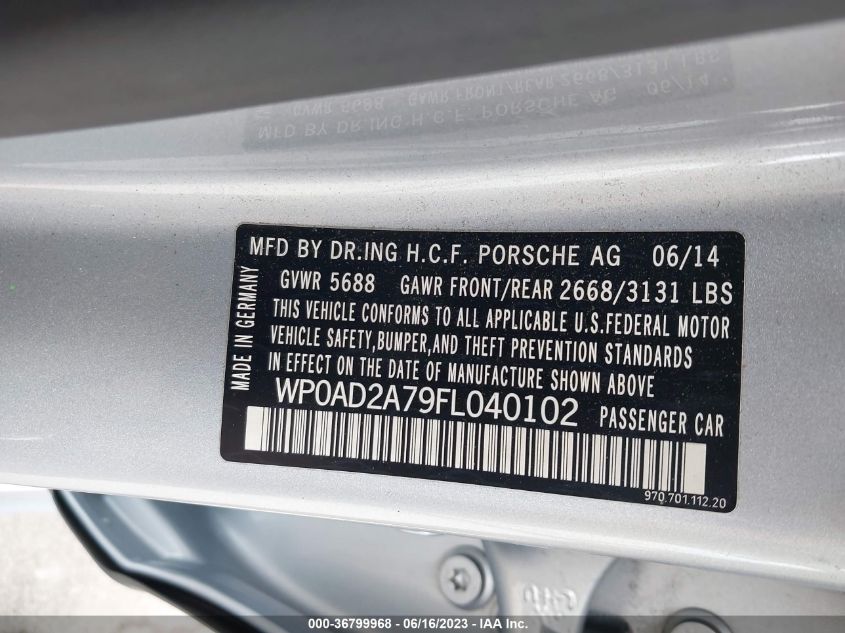 MFD BY DR.ING H.C.F. PORSCHE AG 06/14
GVWR 5688 GAWR FRONT/REAR 2668/3131 LBS
THIS VEHICLE CONFORMS TO ALL APPLICABLE U.S.FEDERAL MOTOR
VEHICLE SAFETY,BUMPER,AND THEFT PREVENTION STANDARDS
IN EFFECT ON THE DATE OF MANUFACTURE SHOWN ABOVE
WP0AD2A79FL040102 PASSENGER CAR
MADE IN GERMANY
970.701.112.20
000-36799968 - 06/16/2023 - IAA Inc.